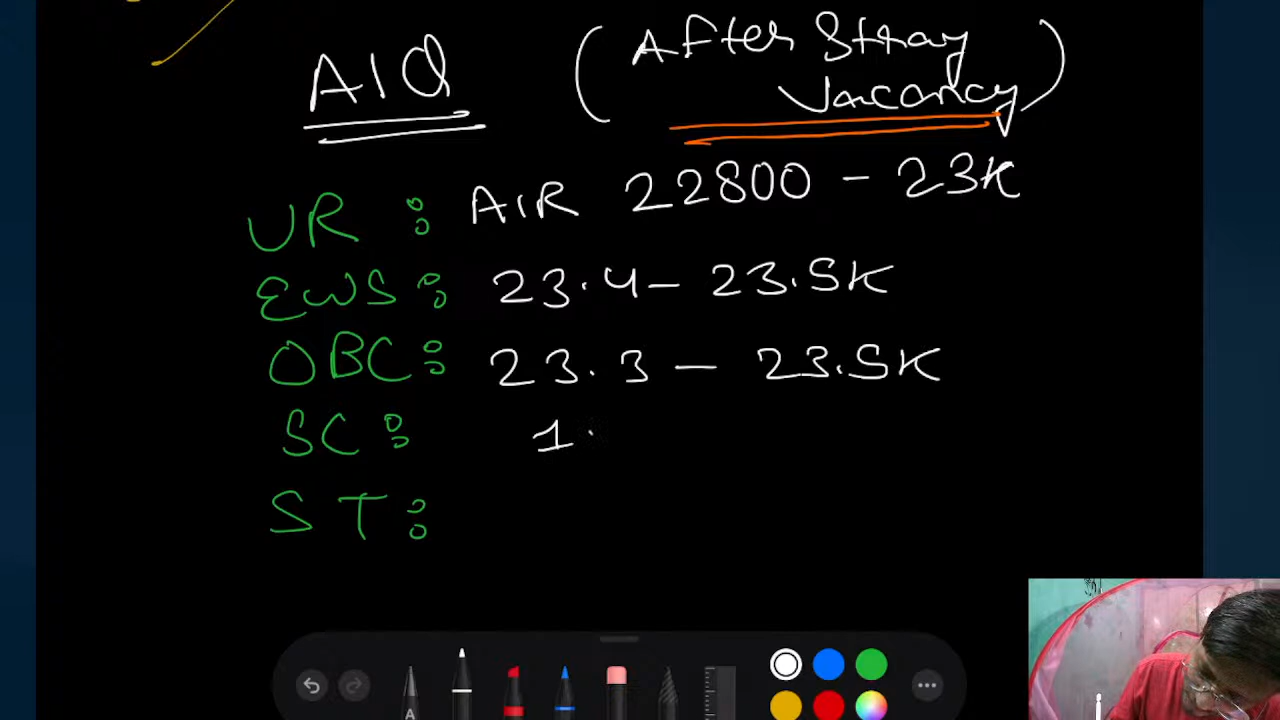 AIQ (After Stray
Vacancy)
UR : AIR 22800 - 23K
EWS : 23.4 - 23.5K
OBC : 23.3 - 23.5K
SC : 1.
ST :
A